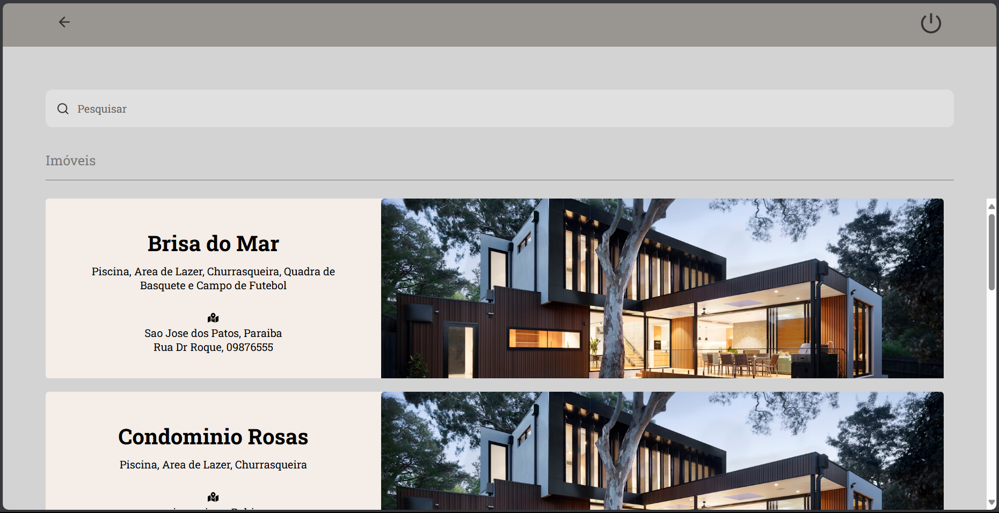 Pesquisar
Imóveis
Brisa do Mar
Piscina, Area de Lazer, Churrasqueira, Quadra de
Basquete e Campo de Futebol
Sao Jose dos Patos, Paraiba
Rua Dr Roque, 09876555
Condominio Rosas
Piscina, Area de Lazer, Churrasqueira